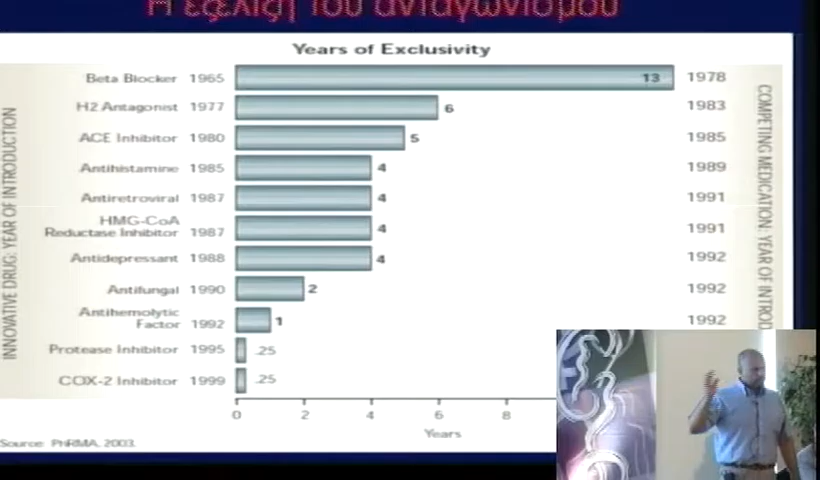 Η εξέλιξη του ανταγωνισμού
Years of Exclusivity
INNOVATIVE DRUG: YEAR OF INTRODUCTION
Beta Blocker 1965 13 1978
H2 Antagonist 1977 6 1983
ACE Inhibitor 1980 5 1985
Antihistamine 1985 4 1989
Antiretroviral 1987 4 1991
HMG-CoA
Reductase Inhibitor 1987 4 1991
Antidepressant 1988 4 1992
Antifungal 1990 2 1992
Antihemolytic
Factor 1992 1 1992
Protease Inhibitor 1995 .25
COX-2 Inhibitor 1999 .25
COMPETING MEDICATION: YEAR OF INTROD
0 2 4 6 8
Years
Source: PhRMA, 2003.